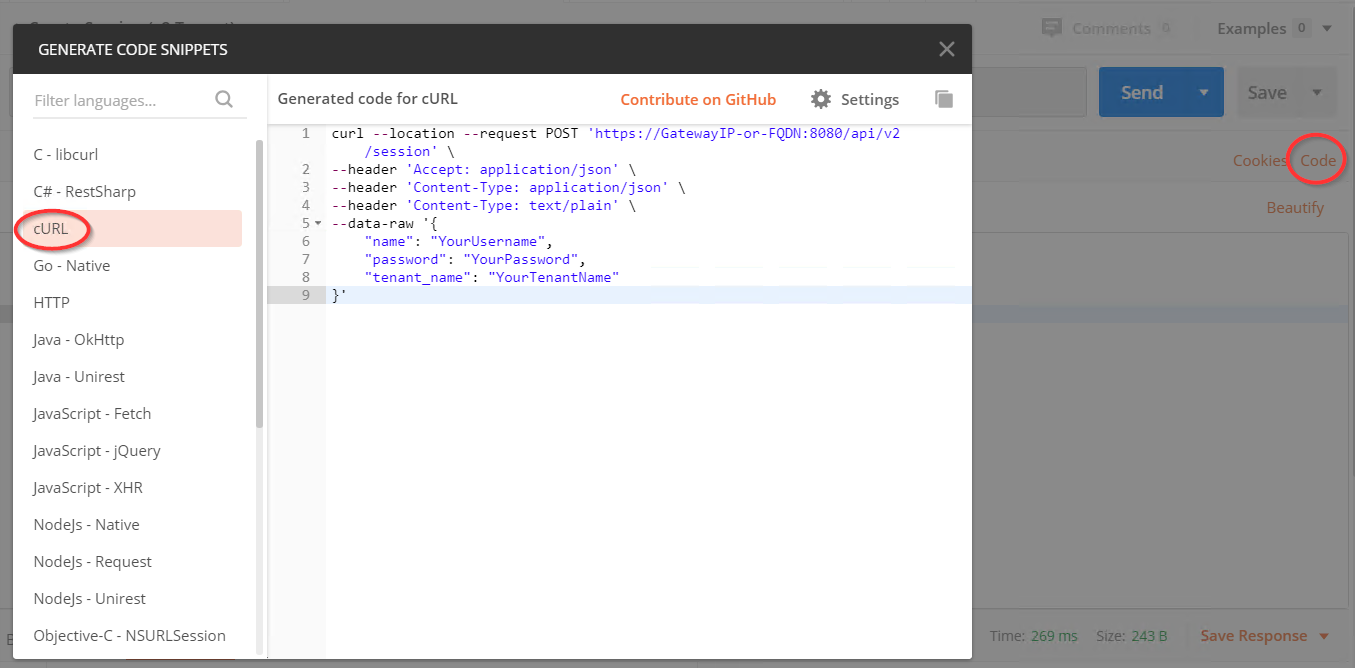 Comments 0
Examples 0
GENERATE CODE SNIPPETS
Filter languages...
Generated code for cURL
Contribute on GitHub
Settings
Send
Save
C - libcurl
C# - RestSharp
cURL
Go - Native
HTTP
Java - OkHttp
Java - Unirest
JavaScript - Fetch
JavaScript - jQuery
JavaScript - XHR
NodeJs - Native
NodeJs - Request
NodeJs - Unirest
Objective-C - NSURLSession
1 curl --location --request POST 'https://GatewayIP-or-FQDN:8080/api/v2
/session' \
2 --header 'Accept: application/json' \
3 --header 'Content-Type: application/json' \
4 --header 'Content-Type: text/plain' \
5 --data-raw '{
6 "name": "YourUsername",
7 "password": "YourPassword",
8 "tenant_name": "YourTenantName"
9 }'
Cookies
Code
Beautify
Time: 269 ms
Size: 243 B
Save Response